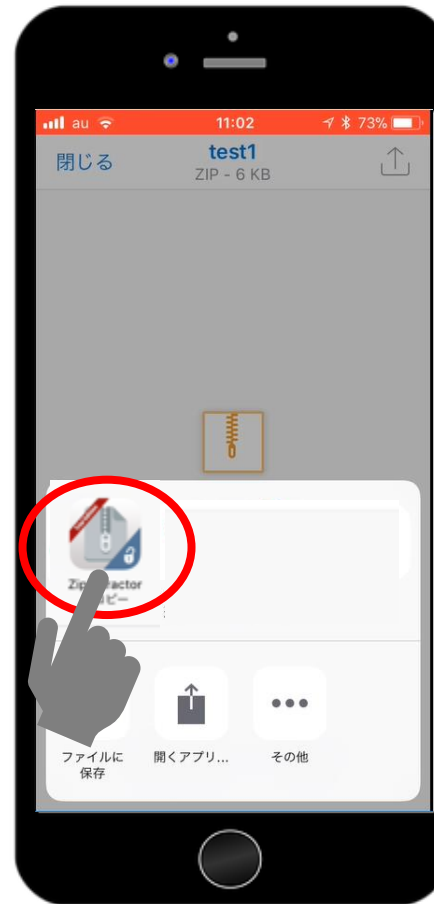 au 11:02 73%
閉じる test1
ZIP - 6 KB
ファイルに
保存
開くアプリ...
その他